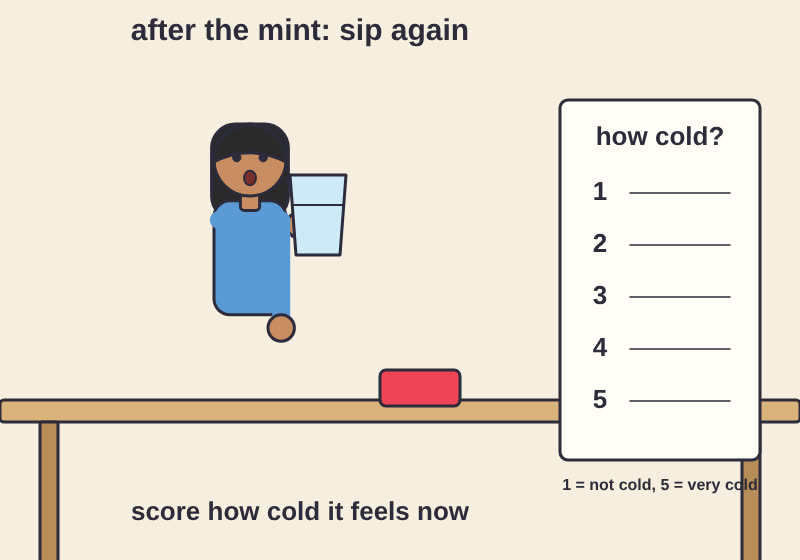 after the mint: sip again
how cold?
1
2
3
4
5
1 = not cold, 5 = very cold
score how cold it feels now